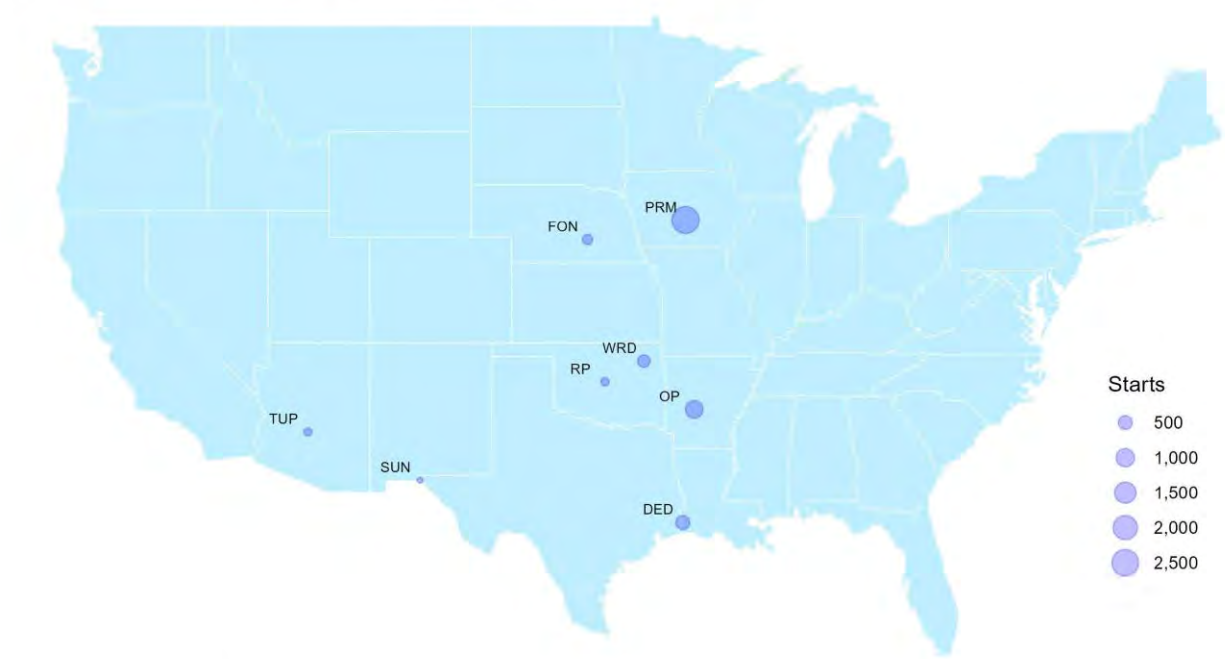 PRM
FON
WRD
RP
OP
TUP
SUN
DED
Starts
500
1,000
1,500
2,000
2,500